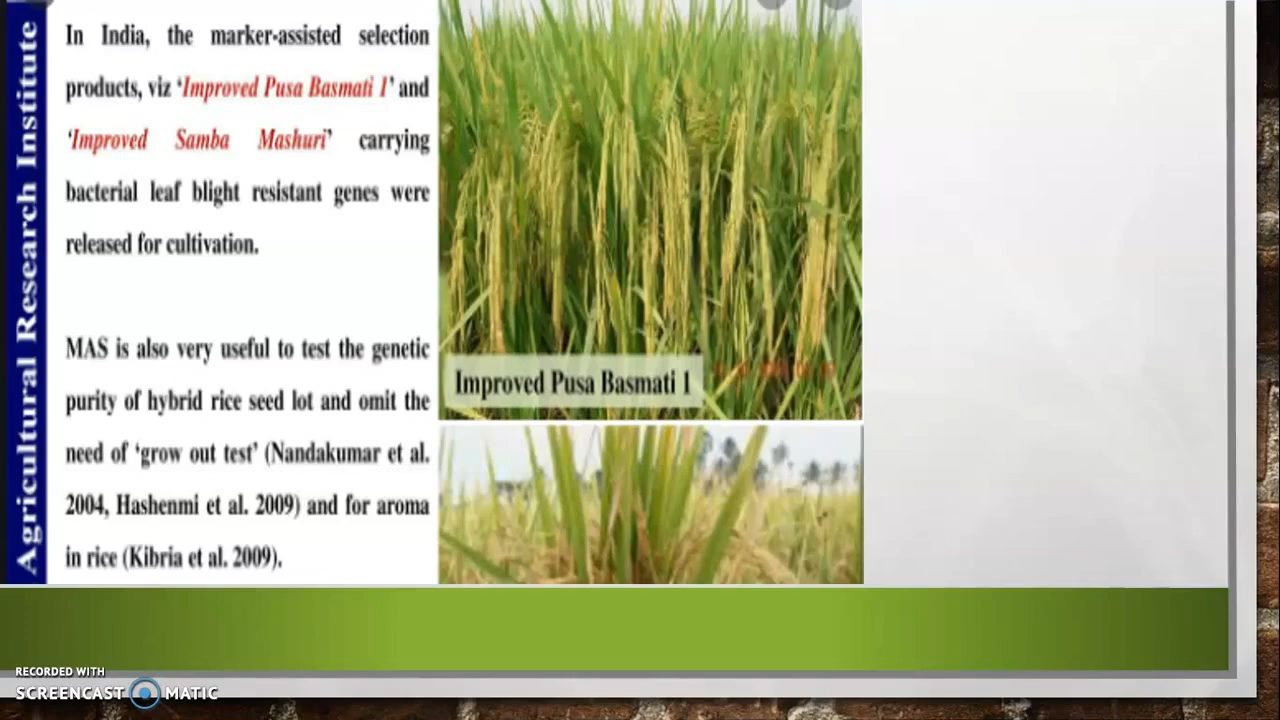 Agricultural Research Institute
In India, the marker-assisted selection
products, viz ‘Improved Pusa Basmati 1’ and
‘Improved Samba Mashuri’ carrying
bacterial leaf blight resistant genes were
released for cultivation.
MAS is also very useful to test the genetic
purity of hybrid rice seed lot and omit the
need of ‘grow out test’ (Nandakumar et al.
2004, Hashenmi et al. 2009) and for aroma
in rice (Kibria et al. 2009).
Improved Pusa Basmati 1
RECORDED WITH
SCREENCAST MATIC